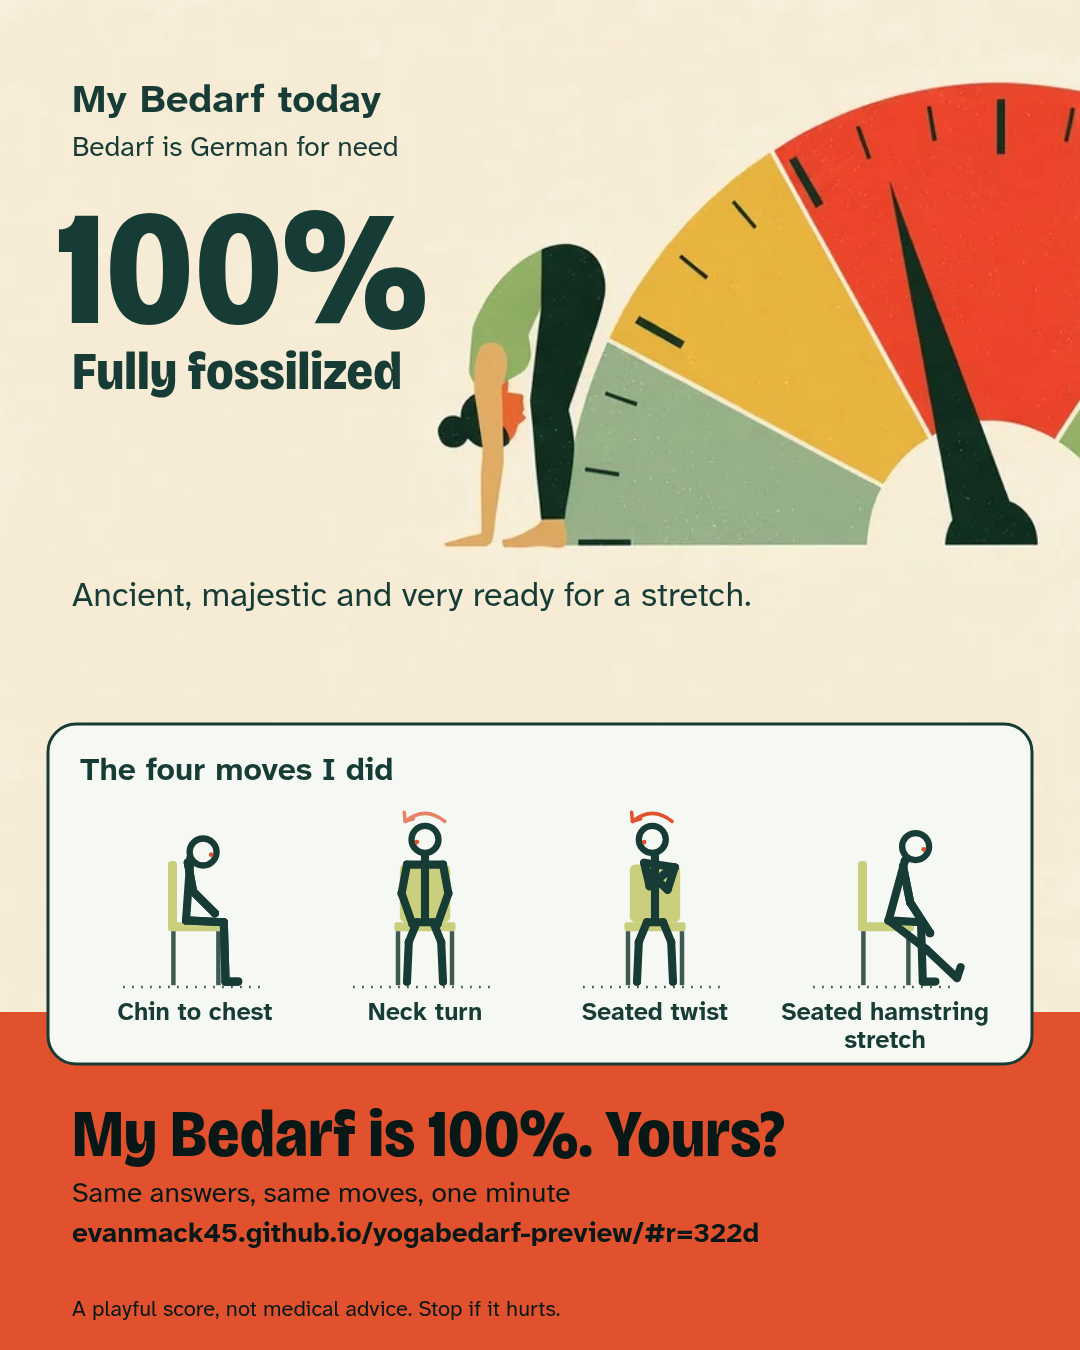 My Bedarf today
Bedarf is German for need
100%
Fully fossilized
Ancient, majestic and very ready for a stretch.
The four moves I did
Chin to chest
Neck turn
Seated twist
Seated hamstring
stretch
My Bedarf is 100%. Yours?
Same answers, same moves, one minute
evanmack45.github.io/yogabedarf-preview/#r=322d
A playful score, not medical advice. Stop if it hurts.